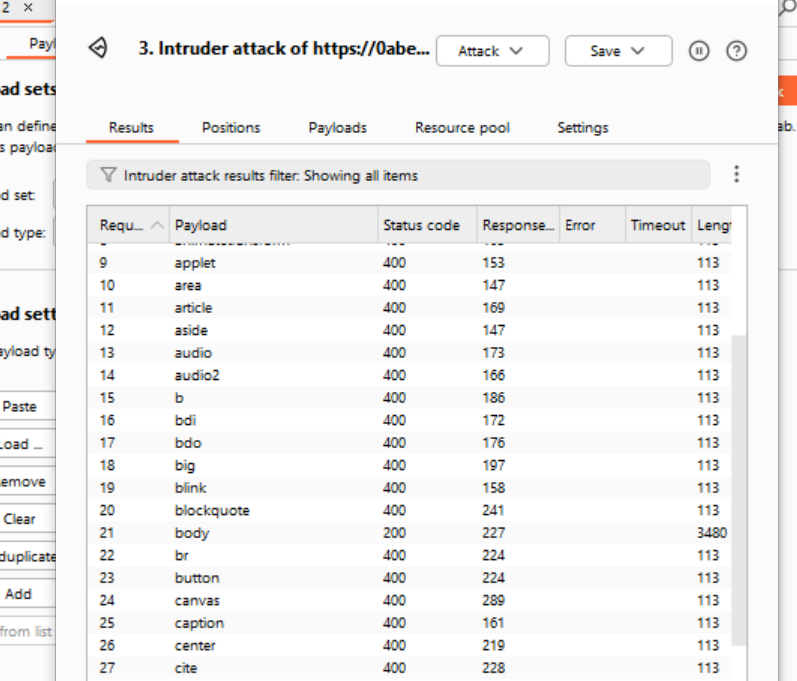 2 ×
3. Intruder attack of https://0abe... Attack Save
Payl
Results Positions Payloads Resource pool Settings
ad sets
an define
ab.
s payloa
Intruder attack results filter: Showing all items
d set:
d type:
Requ... Payload Status code Response... Error Timeout Lengt
9 applet 400 153 113
10 area 400 147 113
11 article 400 169 113
12 aside 400 147 113
13 audio 400 173 113
14 audio2 400 166 113
15 b 400 186 113
16 bdi 400 172 113
17 bdo 400 176 113
18 big 400 197 113
19 blink 400 158 113
20 blockquote 400 241 113
21 body 200 227 3480
22 br 400 224 113
23 button 400 224 113
24 canvas 400 289 113
25 caption 400 161 113
26 center 400 219 113
27 cite 400 228 113
ad sett
ayload ty
Paste
Load ...
emove
Clear
duplicate
Add
from list